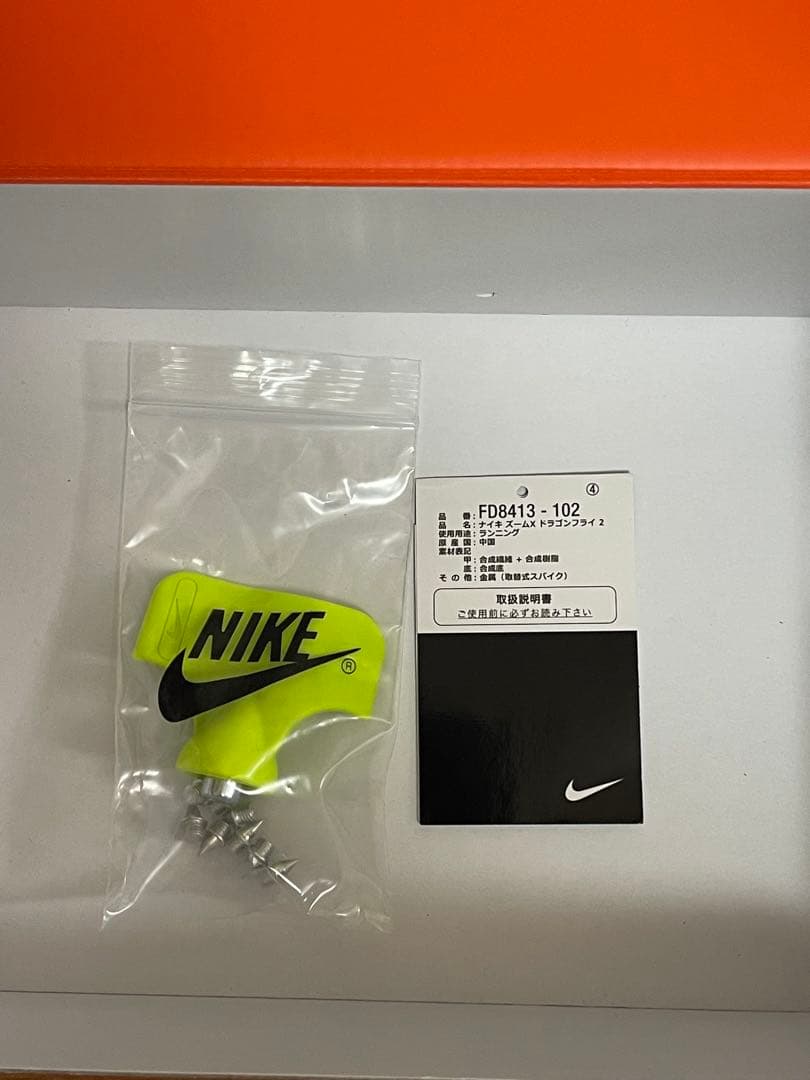 NIKE
®
④
品番：FD8413 - 102
品名：ナイキ ズームX ドラゴンフライ 2
使用用途：ランニング
原産国：中国
素材表記
甲：合成繊維 + 合成樹脂
底：合成底
その他：金属（取替式スパイク）
取扱説明書
ご使用前に必ずお読み下さい